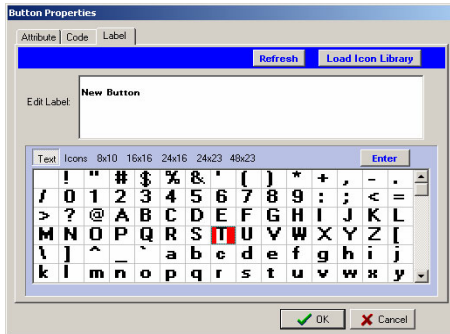 Button Properties
Attribute Code Label
Refresh Load Icon Library
Edit Label: New Button
Text Icons 8x10 16x16 24x16 24x23 48x23 Enter
! " # $ % & ' ( ) * + , - .
/ 0 1 2 3 4 5 6 7 8 9 : ; < =
> ? @ A B C D E F G H I J K L
M N O P Q R S T U V W X Y Z [
\ ] ^ _ ` a b c d e f g h i j
k l m n o p q r s t u v w x y
OK Cancel